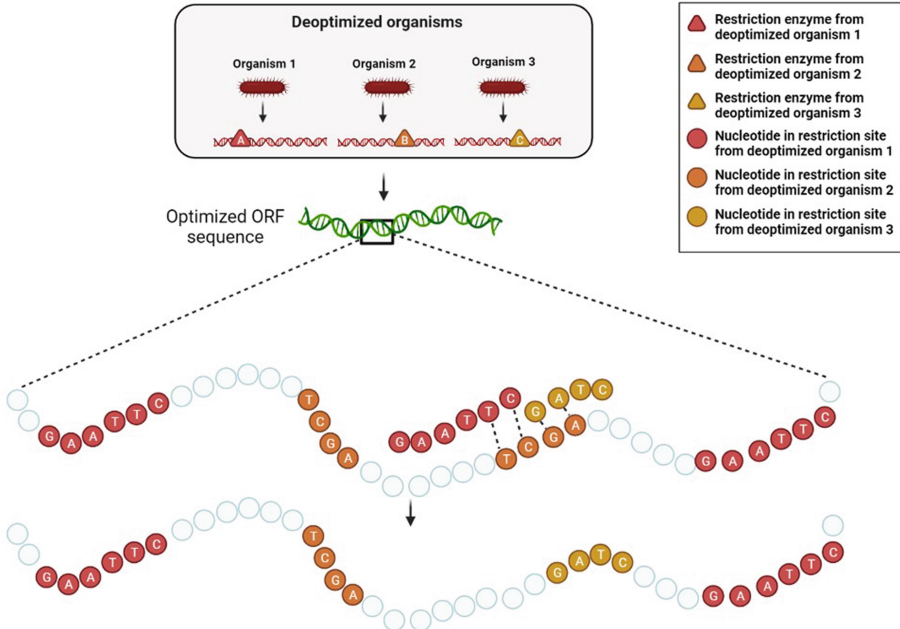 Deoptimized organisms
Organism 1
Organism 2
Organism 3
A
B
C
Restriction enzyme from
deoptimized organism 1
Restriction enzyme from
deoptimized organism 2
Restriction enzyme from
deoptimized organism 3
Nucleotide in restriction site
from deoptimized organism 1
Nucleotide in restriction site
from deoptimized organism 2
Nucleotide in restriction site
from deoptimized organism 3
Optimized ORF
sequence
G A A T T C
T C G A
G A A T T C
G A T C
T C G A
G A A T T C
G A A T T C
T C G A
G A T C
G A A T T C